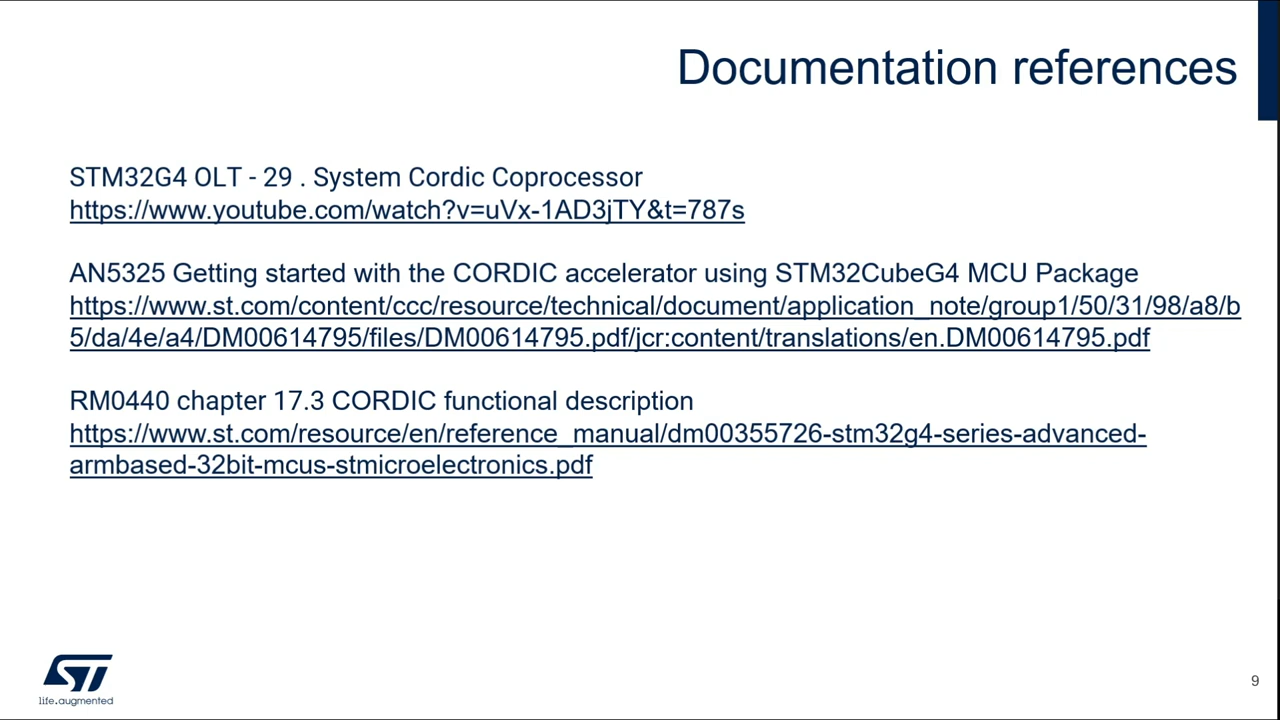 Documentation references
STM32G4 OLT - 29 . System Cordic Coprocessor
https://www.youtube.com/watch?v=uVx-1AD3jTY&t=787s
AN5325 Getting started with the CORDIC accelerator using STM32CubeG4 MCU Package
https://www.st.com/content/ccc/resource/technical/document/application_note/group1/50/31/98/a8/b
5/da/4e/a4/DM00614795/files/DM00614795.pdf/jcr:content/translations/en.DM00614795.pdf
RM0440 chapter 17.3 CORDIC functional description
https://www.st.com/resource/en/reference_manual/dm00355726-stm32g4-series-advanced-
armbased-32bit-mcus-stmicroelectronics.pdf
ST
life.augmented
9